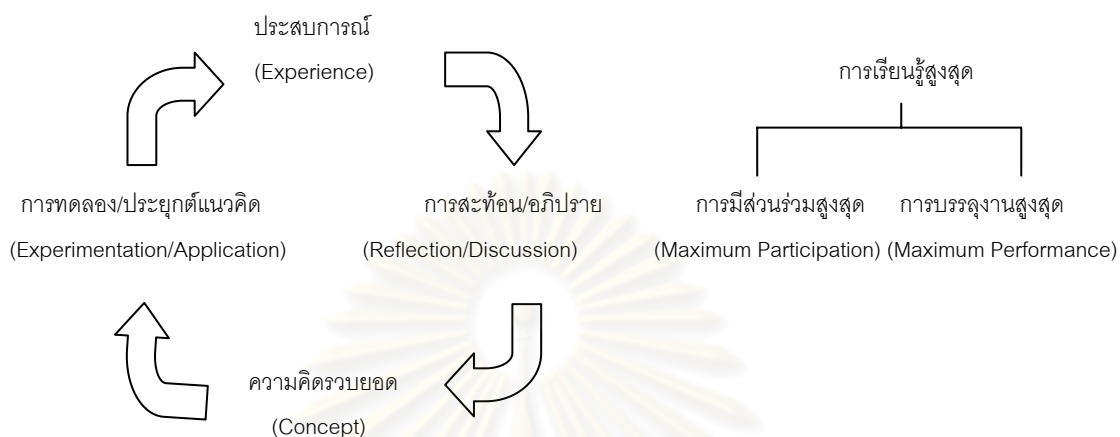 ประสบการณ์
(Experience)
การเรียนรู้สูงสุด
การทดลอง/ประยุกต์แนวคิด
(Experimentation/Application)
การสะท้อน/อภิปราย
(Reflection/Discussion)
การมีส่วนร่วมสูงสุด
(Maximum Participation)
การบรรลุงานสูงสุด
(Maximum Performance)
ความคิดรวบยอด
(Concept)